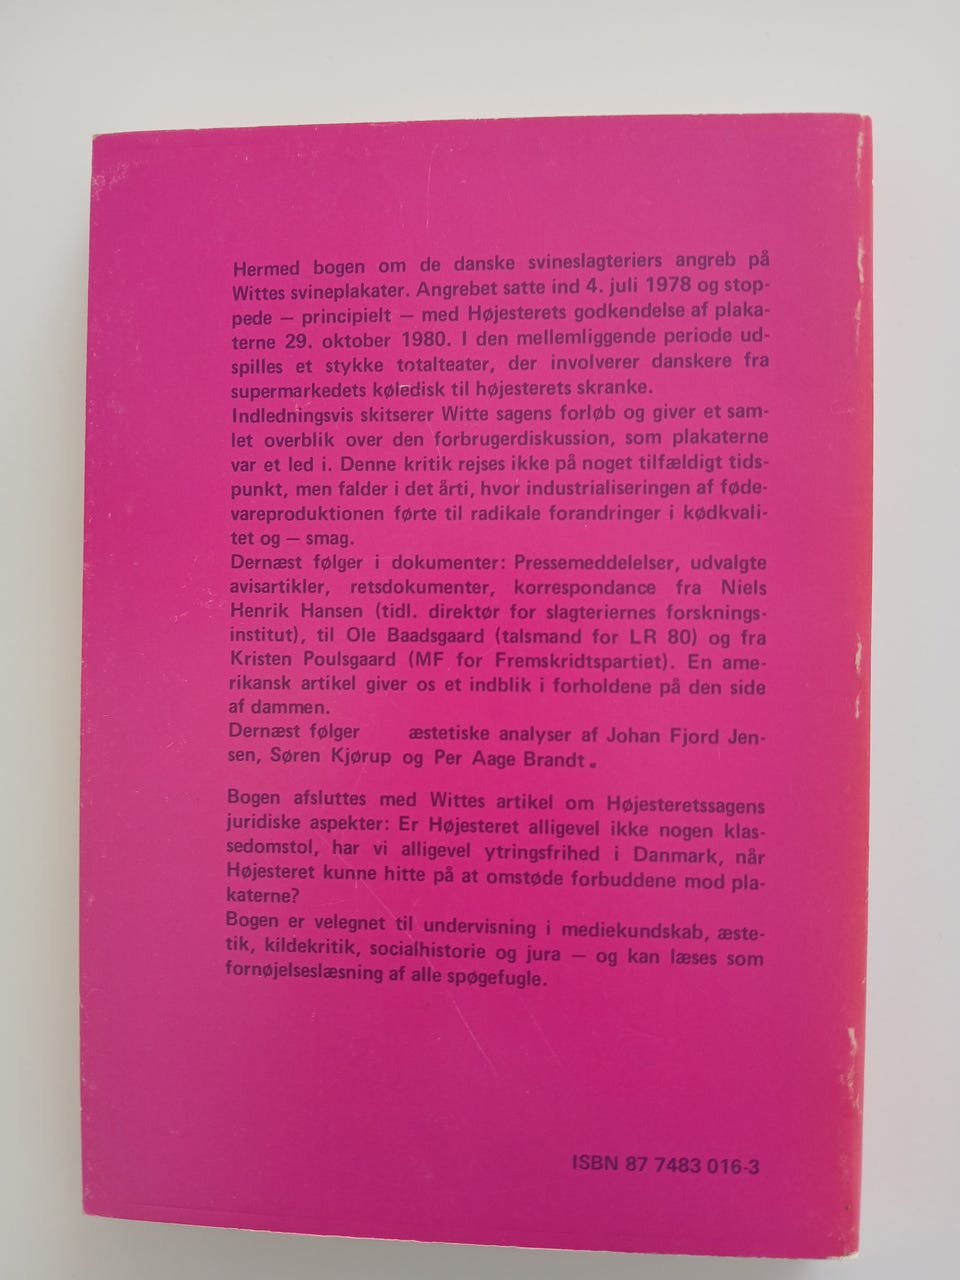 Hermed bogen om de danske svineslagteriers angreb på
Wittes svineplakater. Angrebet satte ind 4. juli 1978 og stop-
pede — principielt — med Højesterets godkendelse af plaka-
terne 29. oktober 1980. I den mellemliggende periode ud-
spilles et stykke totalteater, der involverer danskere fra
supermarkedets køledisk til højesterets skranke.
Indledningsvis skitserer Witte sagens forløb og giver et sam-
let overblik over den forbrugerdiskussion, som plakaterne
var et led i. Denne kritik rejses ikke på noget tilfældigt tids-
punkt, men falder i det årti, hvor industrialiseringen af føde-
vareproduktionen førte til radikale forandringer i kødkvali-
tet og — smag.
Dernæst følger i dokumenter: Pressemeddelelser, udvalgte
avisartikler, retsdokumenter, korrespondance fra Niels
Henrik Hansen (tidl. direktør for slagteriernes forsknings-
institut), til Ole Baadsgaard (talsmand for LR 80) og fra
Kristen Poulsgaard (MF for Fremskridtspartiet). En ame-
rikansk artikel giver os et indblik i forholdene på den side
af dammen.
Dernæst følger æstetiske analyser af Johan Fjord Jen-
sen, Søren Kjørup og Per Aage Brandt.
Bogen afsluttes med Wittes artikel om Højesteretssagens
juridiske aspekter: Er Højesteret alligevel ikke nogen klas-
sedomstol, har vi alligevel ytringsfrihed i Danmark, når
Højesteret kunne hitte på at omstøde forbuddene mod pla-
katerne?
Bogen er velegnet til undervisning i mediekundskab, æste-
tik, kildekritik, socialhistorie og jura — og kan læses som
fornøjelseslæsning af alle spøgefugle.
ISBN 87 7483 016-3